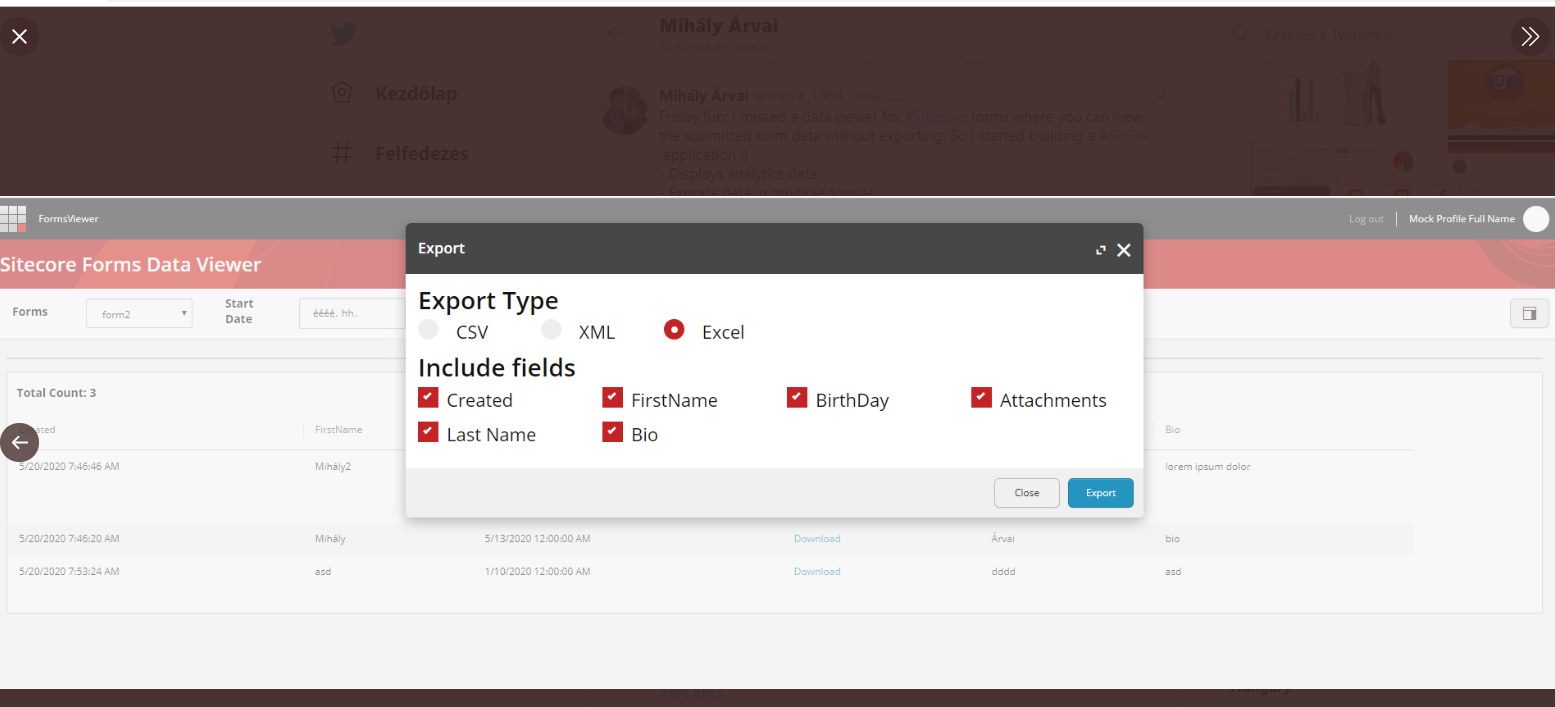 Mihály Árvai
51 Képek és videók
Keresés a Twitteren
Kezdőlap
Mihály Árvai @mitya_1988 · máj. 22.
Friday fun: I missed a data viewer for #Sitecore forms where you can view
the submitted form data without exporting. So I started building a #SPEAK3
application :)
- Displays analytics data
- Exports data in multiple format
# Felfedezés
FormsViewer
Log out
Mock Profile Full Name
Sitecore Forms Data Viewer
Export
Forms
form2
Start
Date
éééé. hh.
Export Type
CSV
XML
Excel
Include fields
Created
FirstName
BirthDay
Attachments
Last Name
Bio
Close
Export
Total Count: 3
FirstName
Bio
5/20/2020 7:46:46 AM
Mihály2
lorem ipsum dolor
5/20/2020 7:46:20 AM
Mihály
5/13/2020 12:00:00 AM
Download
Árvai
bio
5/20/2020 7:53:24 AM
asd
1/10/2020 12:00:00 AM
Download
dddd
asd
Hungary